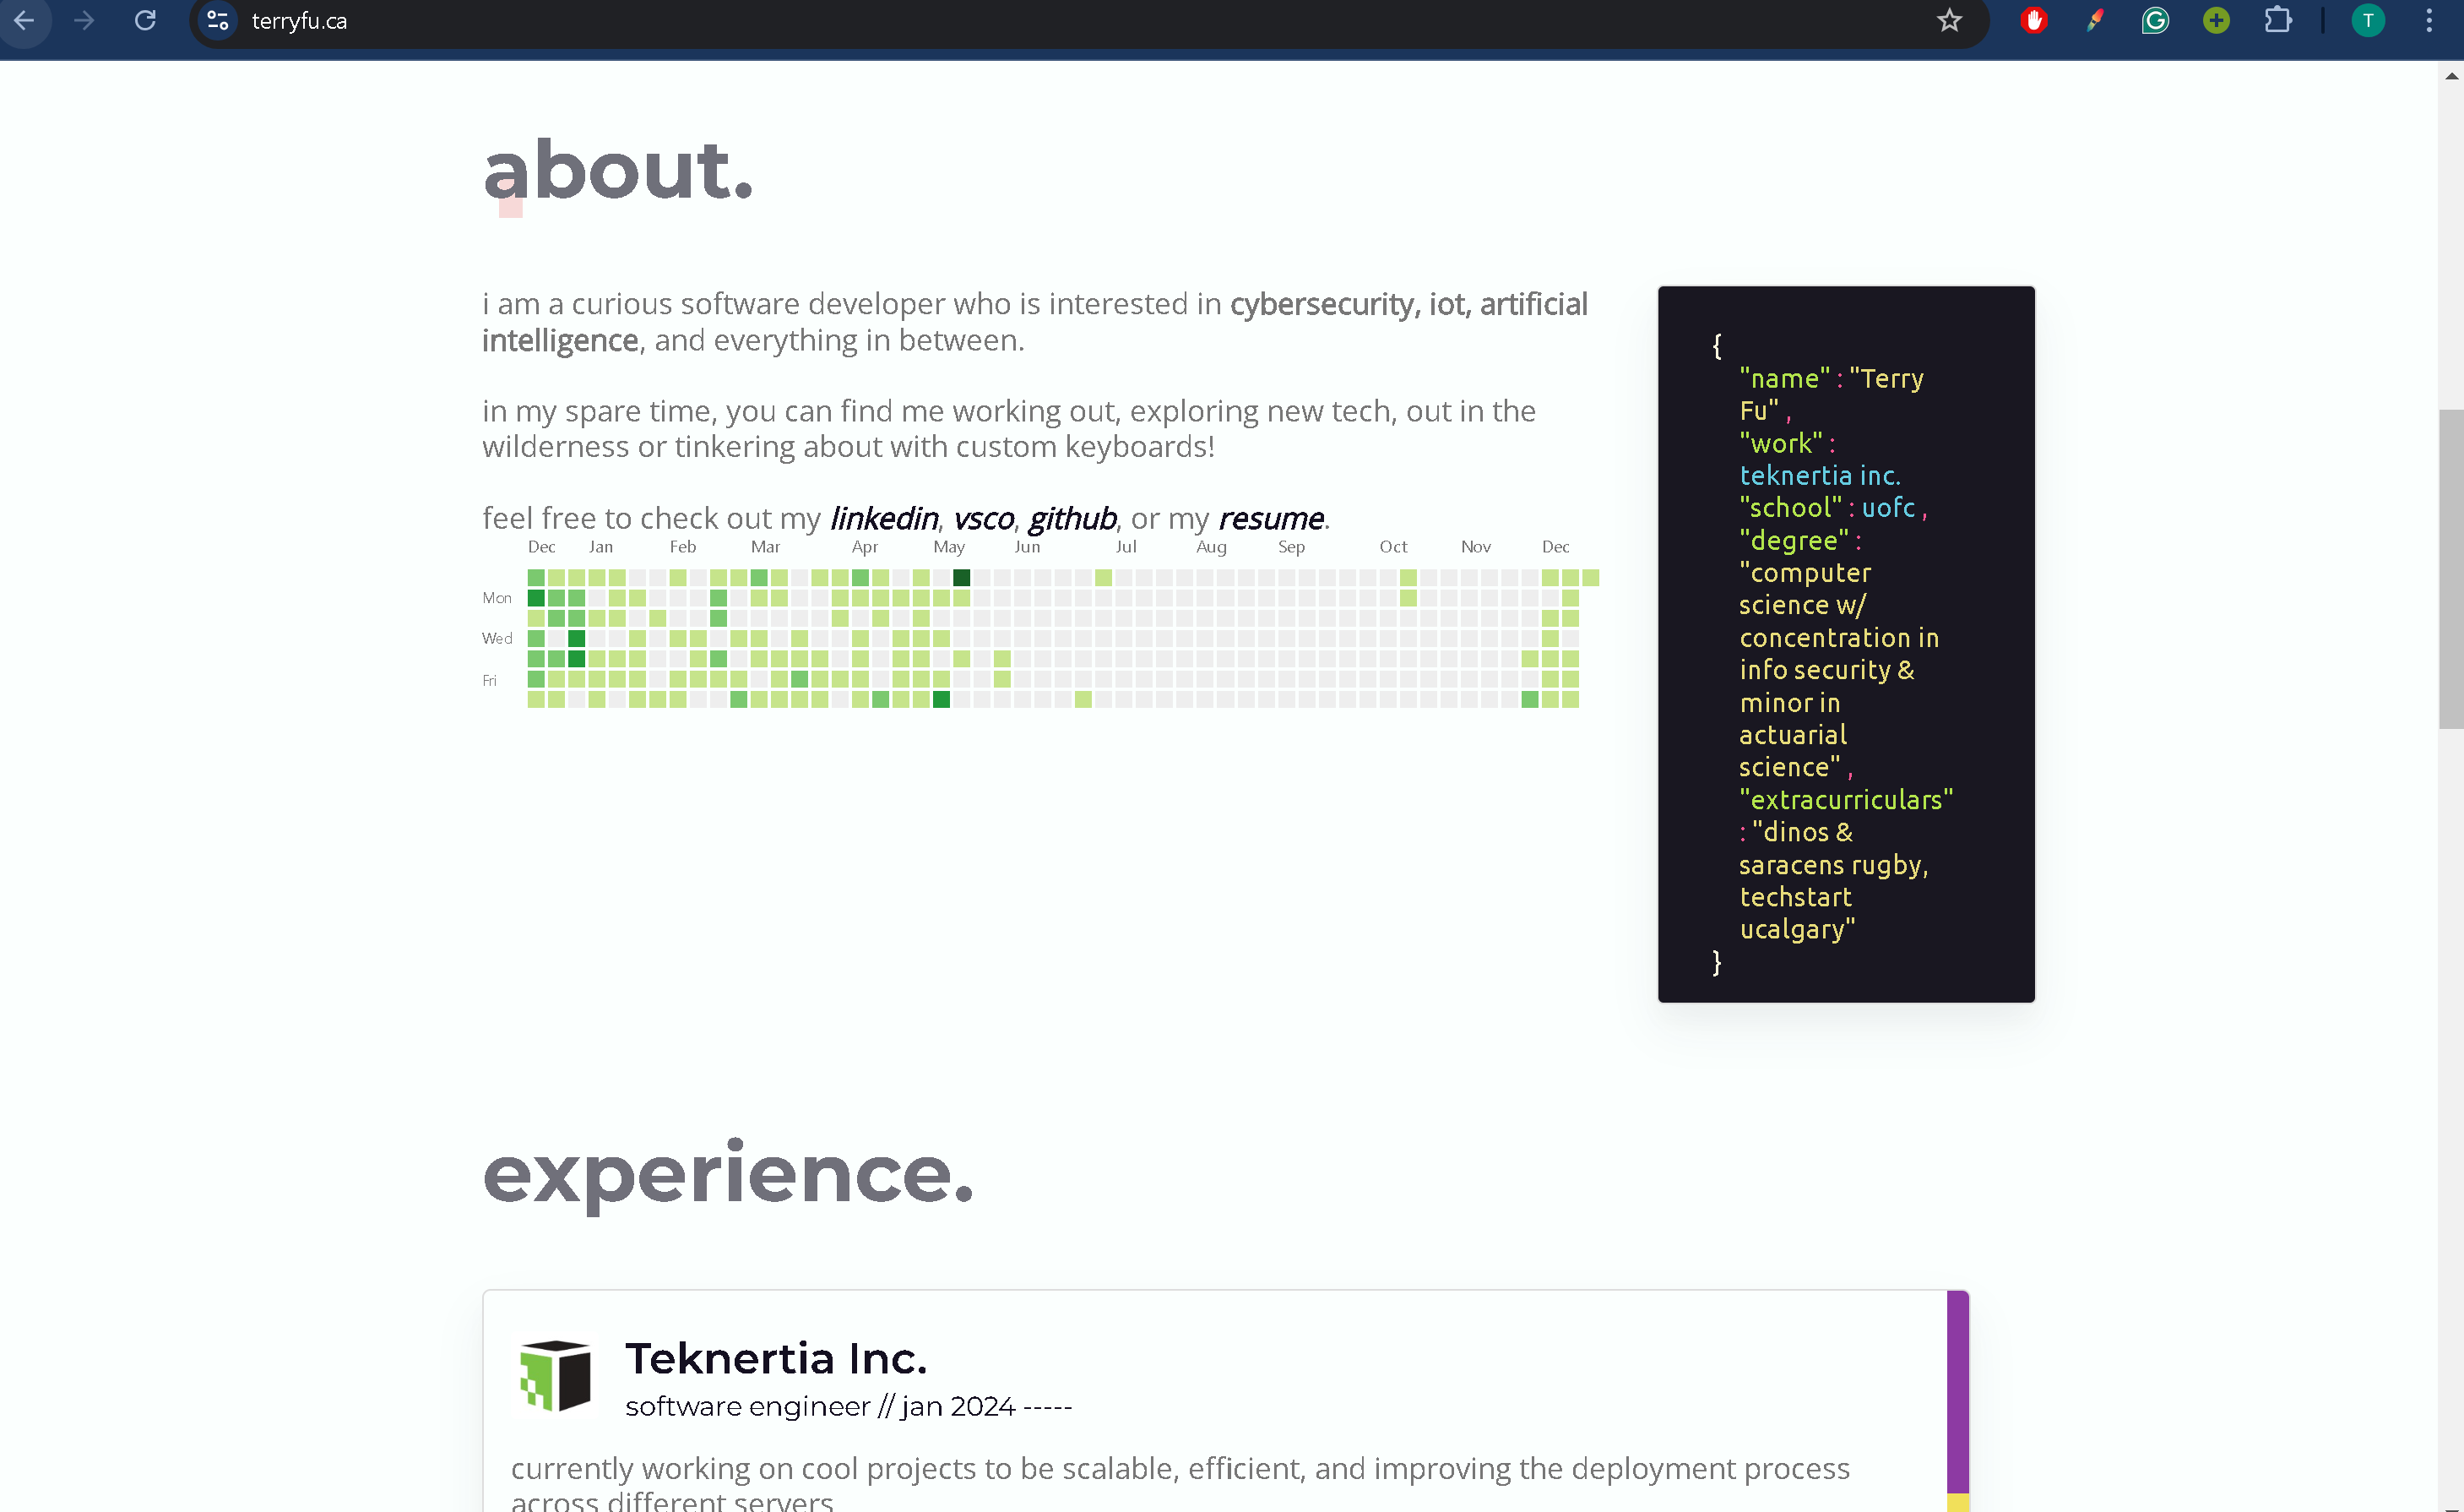 terryfu.ca
T
about.
i am a curious software developer who is interested in cybersecurity, iot, artificial
intelligence, and everything in between.
in my spare time, you can find me working out, exploring new tech, out in the
wilderness or tinkering about with custom keyboards!
feel free to check out my linkedin, vsco, github, or my resume.
Dec Jan Feb Mar Apr May Jun Jul Aug Sep Oct Nov Dec
Mon
Wed
Fri
{
"name" : "Terry
Fu" ,
"work" :
teknertia inc.
"school" : uofc ,
"degree" :
"computer
science w/
concentration in
info security &
minor in
actuarial
science" ,
"extracurriculars"
: "dinos &
saracens rugby,
techstart
ucalgary"
}
experience.
Teknertia Inc.
software engineer // jan 2024 -----
currently working on cool projects to be scalable, efficient, and improving the deployment process
across different servers